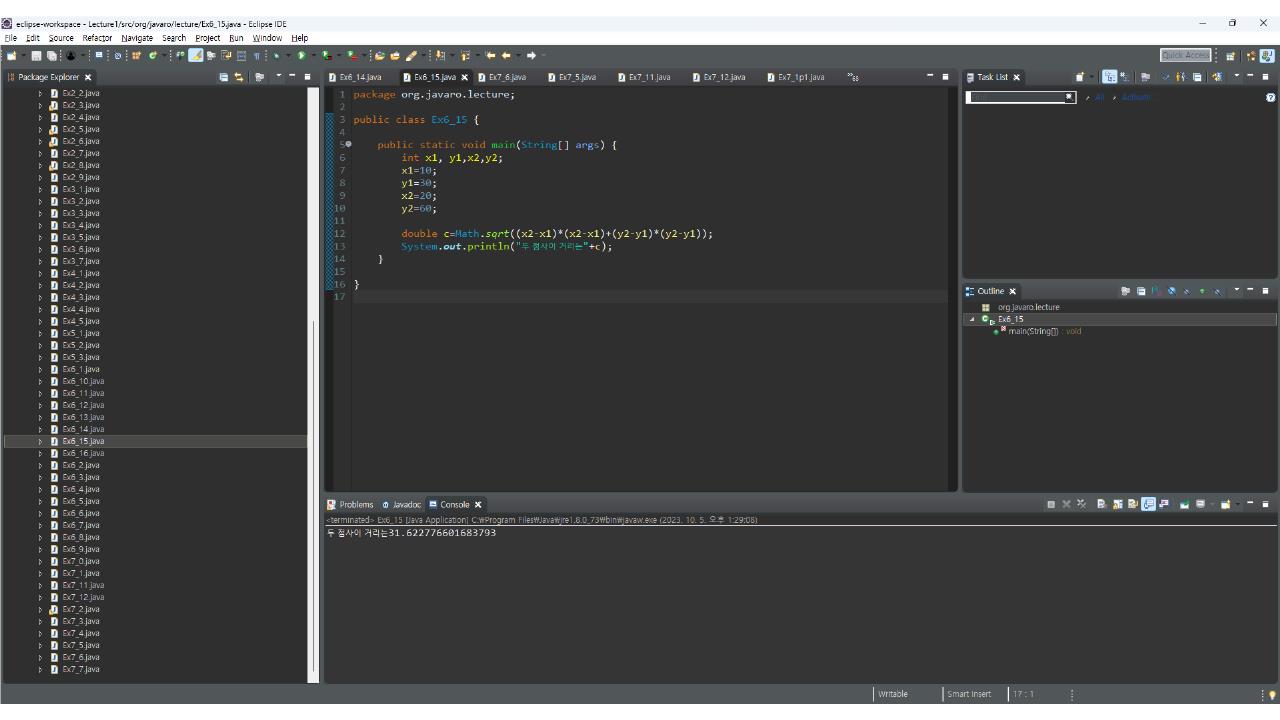 eclipse-workspace - Lecture1/src/org/javaro/lecture/Ex6_15.java - Eclipse IDE
File Edit Source Refactor Navigate Search Project Run Window Help
Quick Access
Package Explorer
Ex2_2.java
Ex2_3.java
Ex2_4.java
Ex2_5.java
Ex2_6.java
Ex2_7.java
Ex2_8.java
Ex2_9.java
Ex3_1.java
Ex3_2.java
Ex3_3.java
Ex3_4.java
Ex3_5.java
Ex3_6.java
Ex3_7.java
Ex4_1.java
Ex4_2.java
Ex4_3.java
Ex4_4.java
Ex4_5.java
Ex5_1.java
Ex5_2.java
Ex5_3.java
Ex6_1.java
Ex6_10.java
Ex6_11.java
Ex6_12.java
Ex6_13.java
Ex6_14.java
Ex6_15.java
Ex6_16.java
Ex6_2.java
Ex6_3.java
Ex6_4.java
Ex6_5.java
Ex6_6.java
Ex6_7.java
Ex6_8.java
Ex6_9.java
Ex7_0.java
Ex7_1.java
Ex7_11.java
Ex7_12.java
Ex7_2.java
Ex7_3.java
Ex7_4.java
Ex7_5.java
Ex7_6.java
Ex7_7.java
Ex6_14.java Ex6_15.java Ex7_6.java Ex7_5.java Ex7_11.java Ex7_12.java Ex7_1p1.java
1 package org.javaro.lecture;
2
3 public class Ex6_15 {
4
5 public static void main(String[] args) {
6 int x1, y1,x2,y2;
7 x1=10;
8 y1=30;
9 x2=20;
10 y2=60;
11
12 double c=Math.sqrt((x2-x1)*(x2-x1)+(y2-y1)*(y2-y1));
13 System.out.println("두 점사이 거리는"+c);
14 }
15
16 }
17
Task List
All Activate
Outline
org.javaro.lecture
Ex6_15
main(String[]) : void
Problems Javadoc Console
<terminated> Ex6_15 [Java Application] C:₩Program Files₩Java₩jre1.8.0_73₩bin₩javaw.exe (2023. 10. 5. 오후 1:29:08)
두 점사이 거리는31.622776601683793
Writable Smart Insert 17 : 1